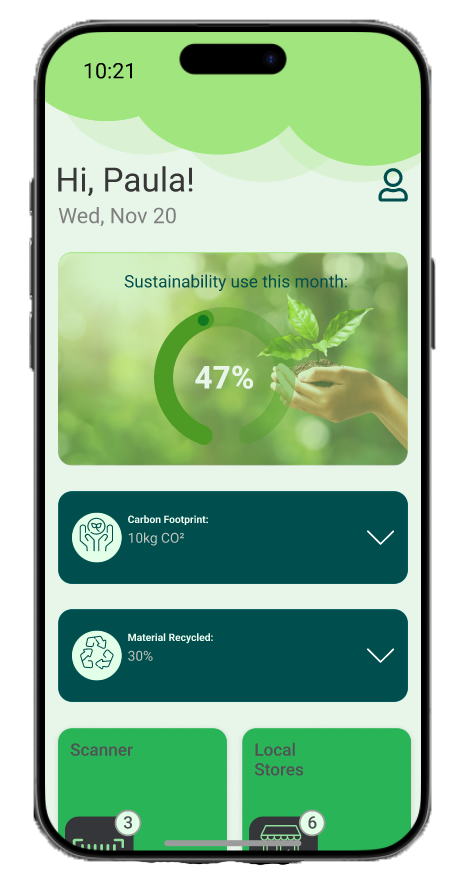 10:21
Hi, Paula!
Wed, Nov 20
Sustainability use this month:
47%
Carbon Footprint:
10kg CO²
Material Recycled:
30%
Scanner
Local
Stores
3
6